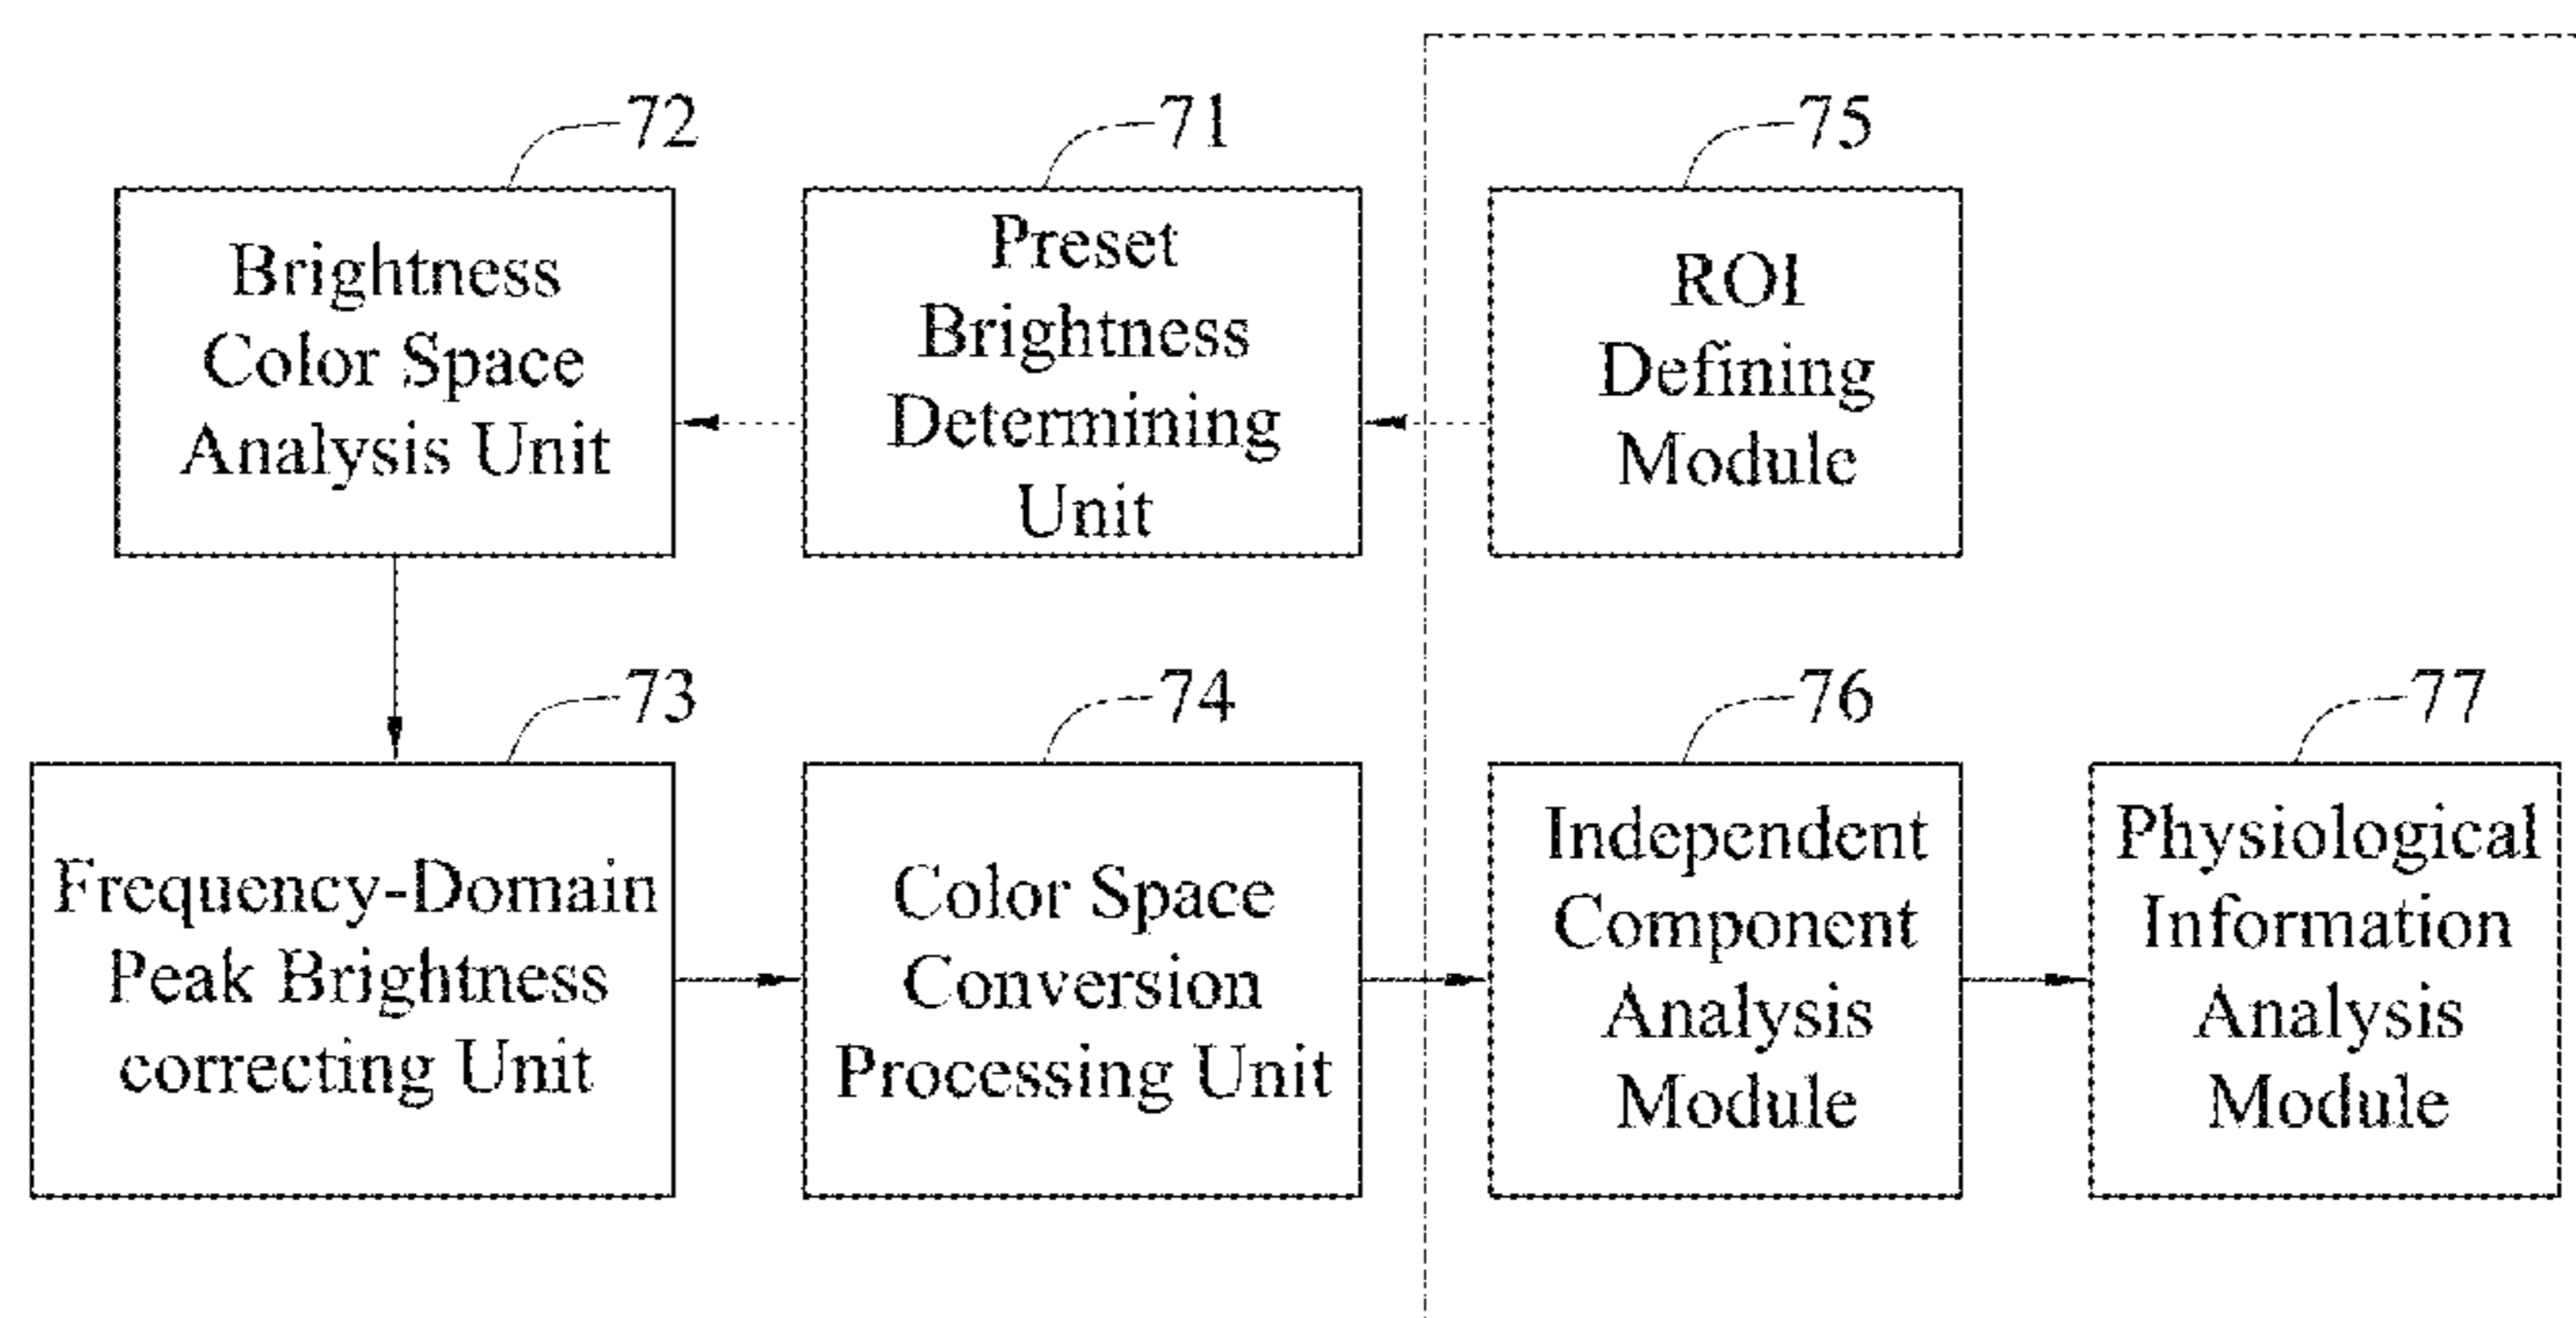 72
71
75
Brightness
Color Space
Analysis Unit
Preset
Brightness
Determining
Unit
ROI
Defining
Module
73
74
76
77
Frequency-Domain
Peak Brightness
correcting Unit
Color Space
Conversion
Processing Unit
Independent
Component
Analysis
Module
Physiological
Information
Analysis
Module